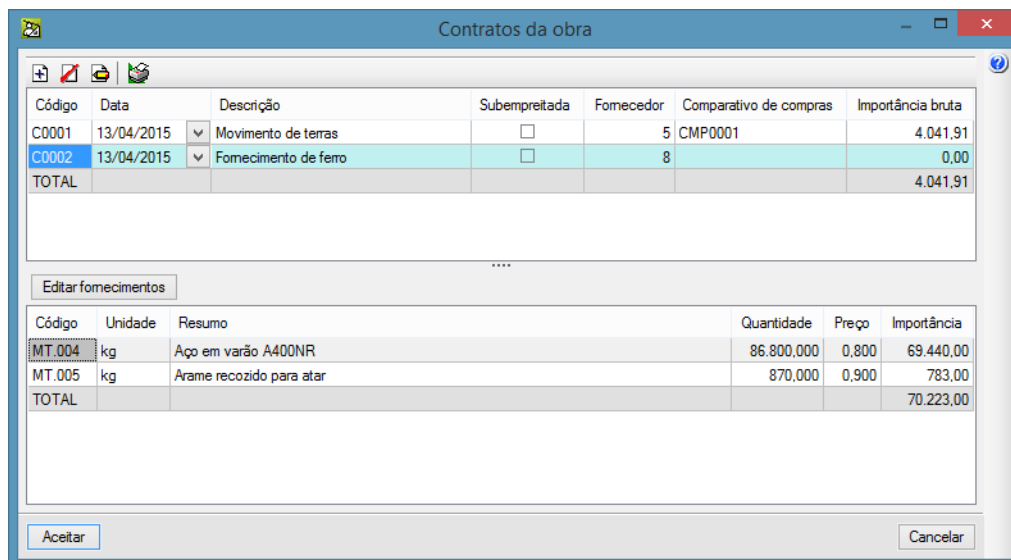 Contratos da obra
Código Data Descrição Subempreitada Fornecedor Comparativo de compras Importância bruta
C0001 13/04/2015 Movimento de terras 5 CMP0001 4.041,91
C0002 13/04/2015 Fornecimento de ferro 8 0,00
TOTAL 4.041,91
Editar fornecimentos
Código Unidade Resumo Quantidade Preço Importância
MT.004 kg Aço em varão A400NR 86.800,000 0,800 69.440,00
MT.005 kg Arame recozido para atar 870,000 0,900 783,00
TOTAL 70.223,00
Aceitar Cancelar